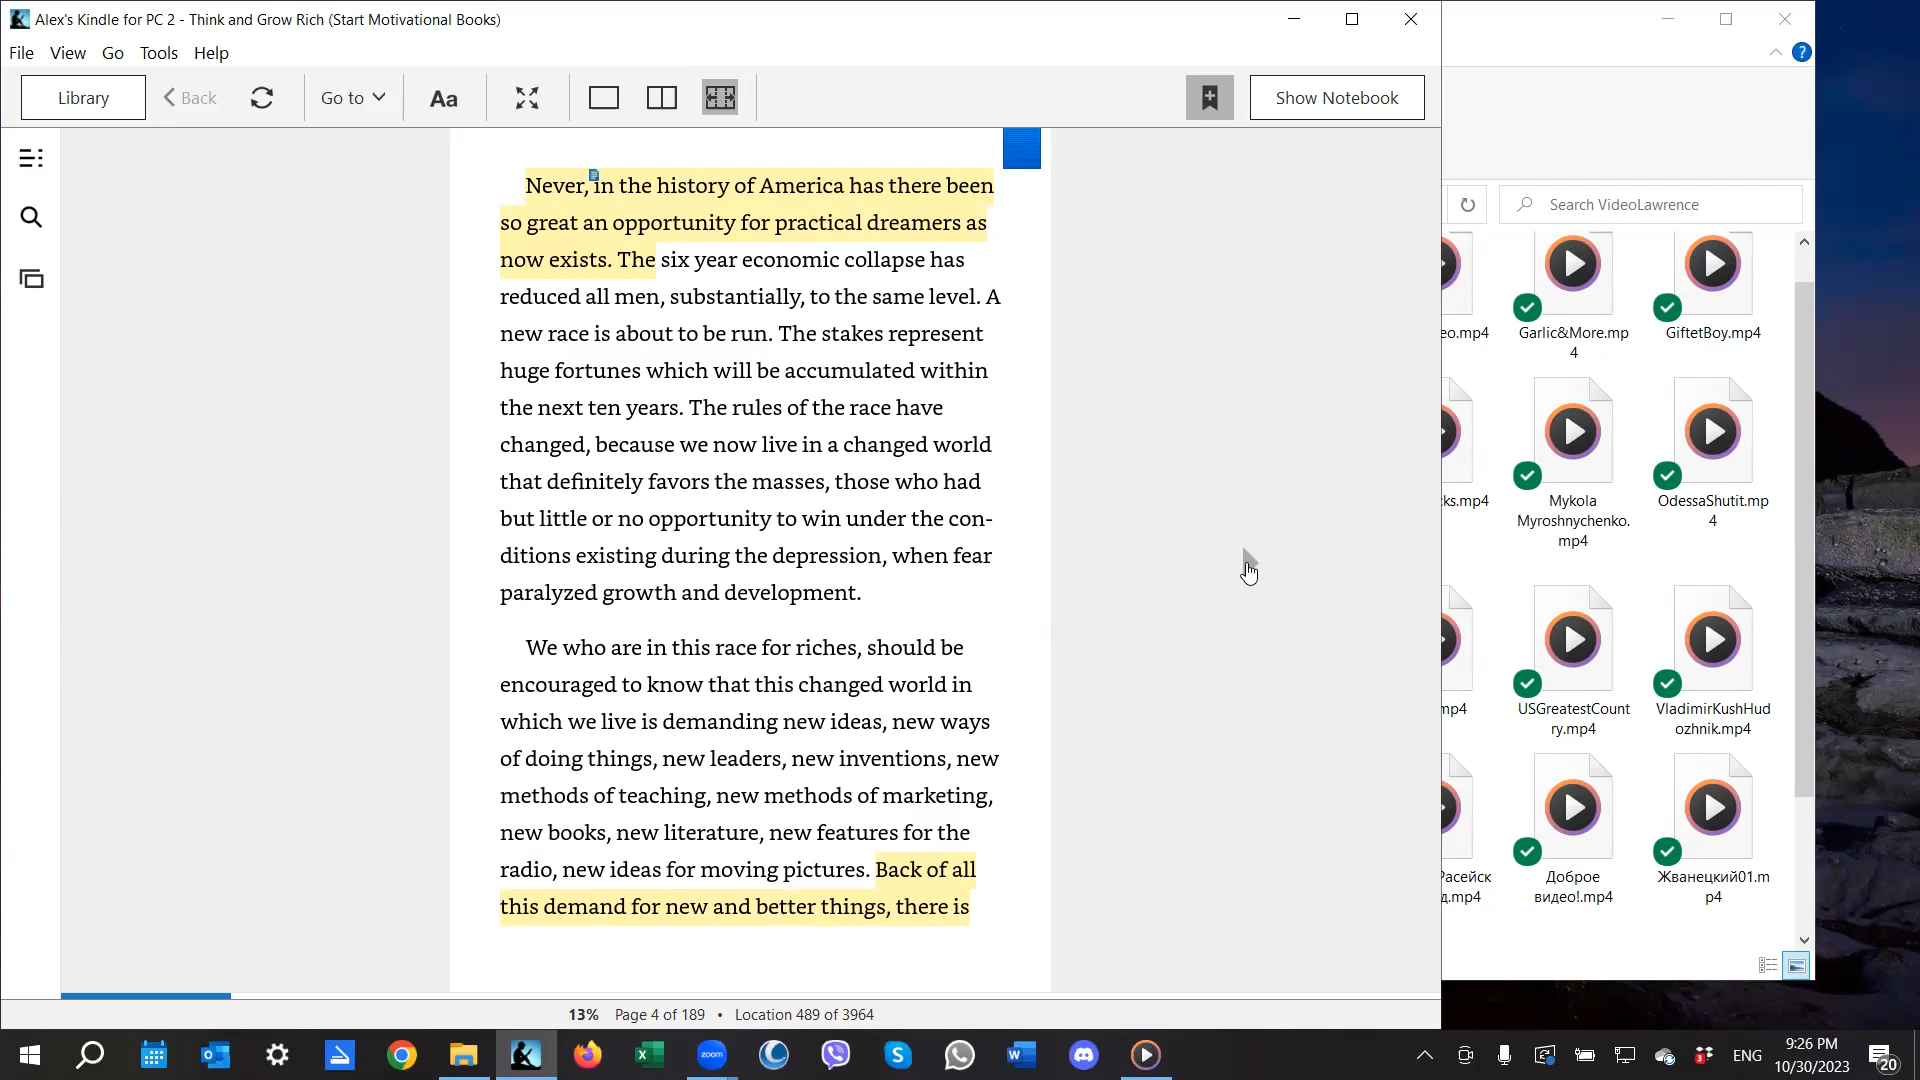 Alex's Kindle for PC 2 - Think and Grow Rich (Start Motivational Books)
File View Go Tools Help
Library
Back
Go to
Aa
Show Notebook
Never, in the history of America has there been
so great an opportunity for practical dreamers as
now exists. The six year economic collapse has
reduced all men, substantially, to the same level. A
new race is about to be run. The stakes represent
huge fortunes which will be accumulated within
the next ten years. The rules of the race have
changed, because we now live in a changed world
that definitely favors the masses, those who had
but little or no opportunity to win under the con-
ditions existing during the depression, when fear
paralyzed growth and development.
We who are in this race for riches, should be
encouraged to know that this changed world in
which we live is demanding new ideas, new ways
of doing things, new leaders, new inventions, new
methods of teaching, new methods of marketing,
new books, new literature, new features for the
radio, new ideas for moving pictures. Back of all
this demand for new and better things, there is
13% Page 4 of 189 • Location 489 of 3964
?
Search VideoLawrence
eo.mp4
Garlic&More.mp
4
GiftetBoy.mp4
ks.mp4
Mykola
Myroshnychenko.
mp4
OdessaShutit.mp
4
mp4
USGreatestCount
ry.mp4
VladimirKushHud
ozhnik.mp4
Расейск
д.mp4
Доброе
видео!.mp4
Жванецкий01.m
p4
zoom
3
ENG
9:26 PM
10/30/2023
20